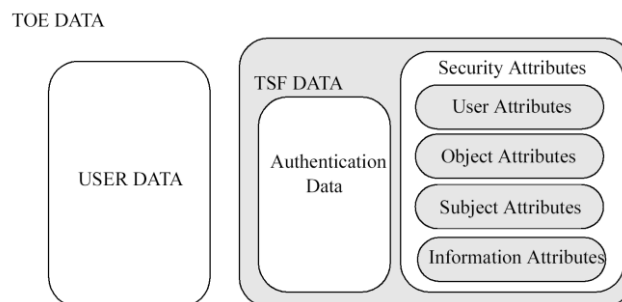 TOE DATA
TSF DATA
Security Attributes
User Attributes
Authentication
Data
Object Attributes
USER DATA
Subject Attributes
Information Attributes